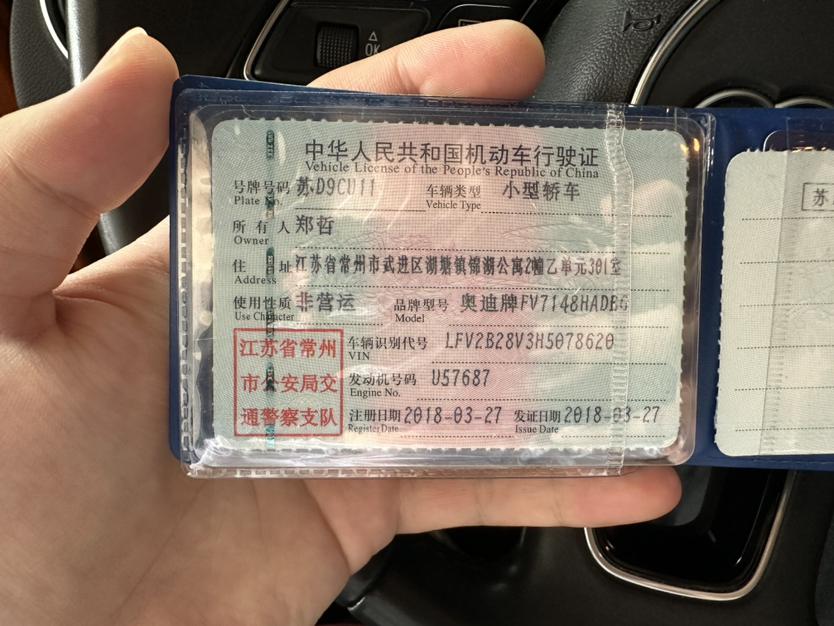 OK
中华人民共和国机动车行驶证
Vehicle License of the People's Republic of China
号牌号码 苏D9CU11 车辆类型 小型轿车
Plate No. Vehicle Type
所有人 郑哲
Owner
住址 江苏省常州市武进区湖塘镇锦湖公寓2幢乙单元301室
Address
使用性质 非营运 品牌型号 奥迪牌FV7148HADBG
Use Character Model
江苏省常州 车辆识别代号 LFV2B28V3H5078620
VIN
市公安局交 发动机号码 U57687
Engine No.
通警察支队 注册日期 2018-03-27 发证日期 2018-03-27
Register Date Issue Date
苏